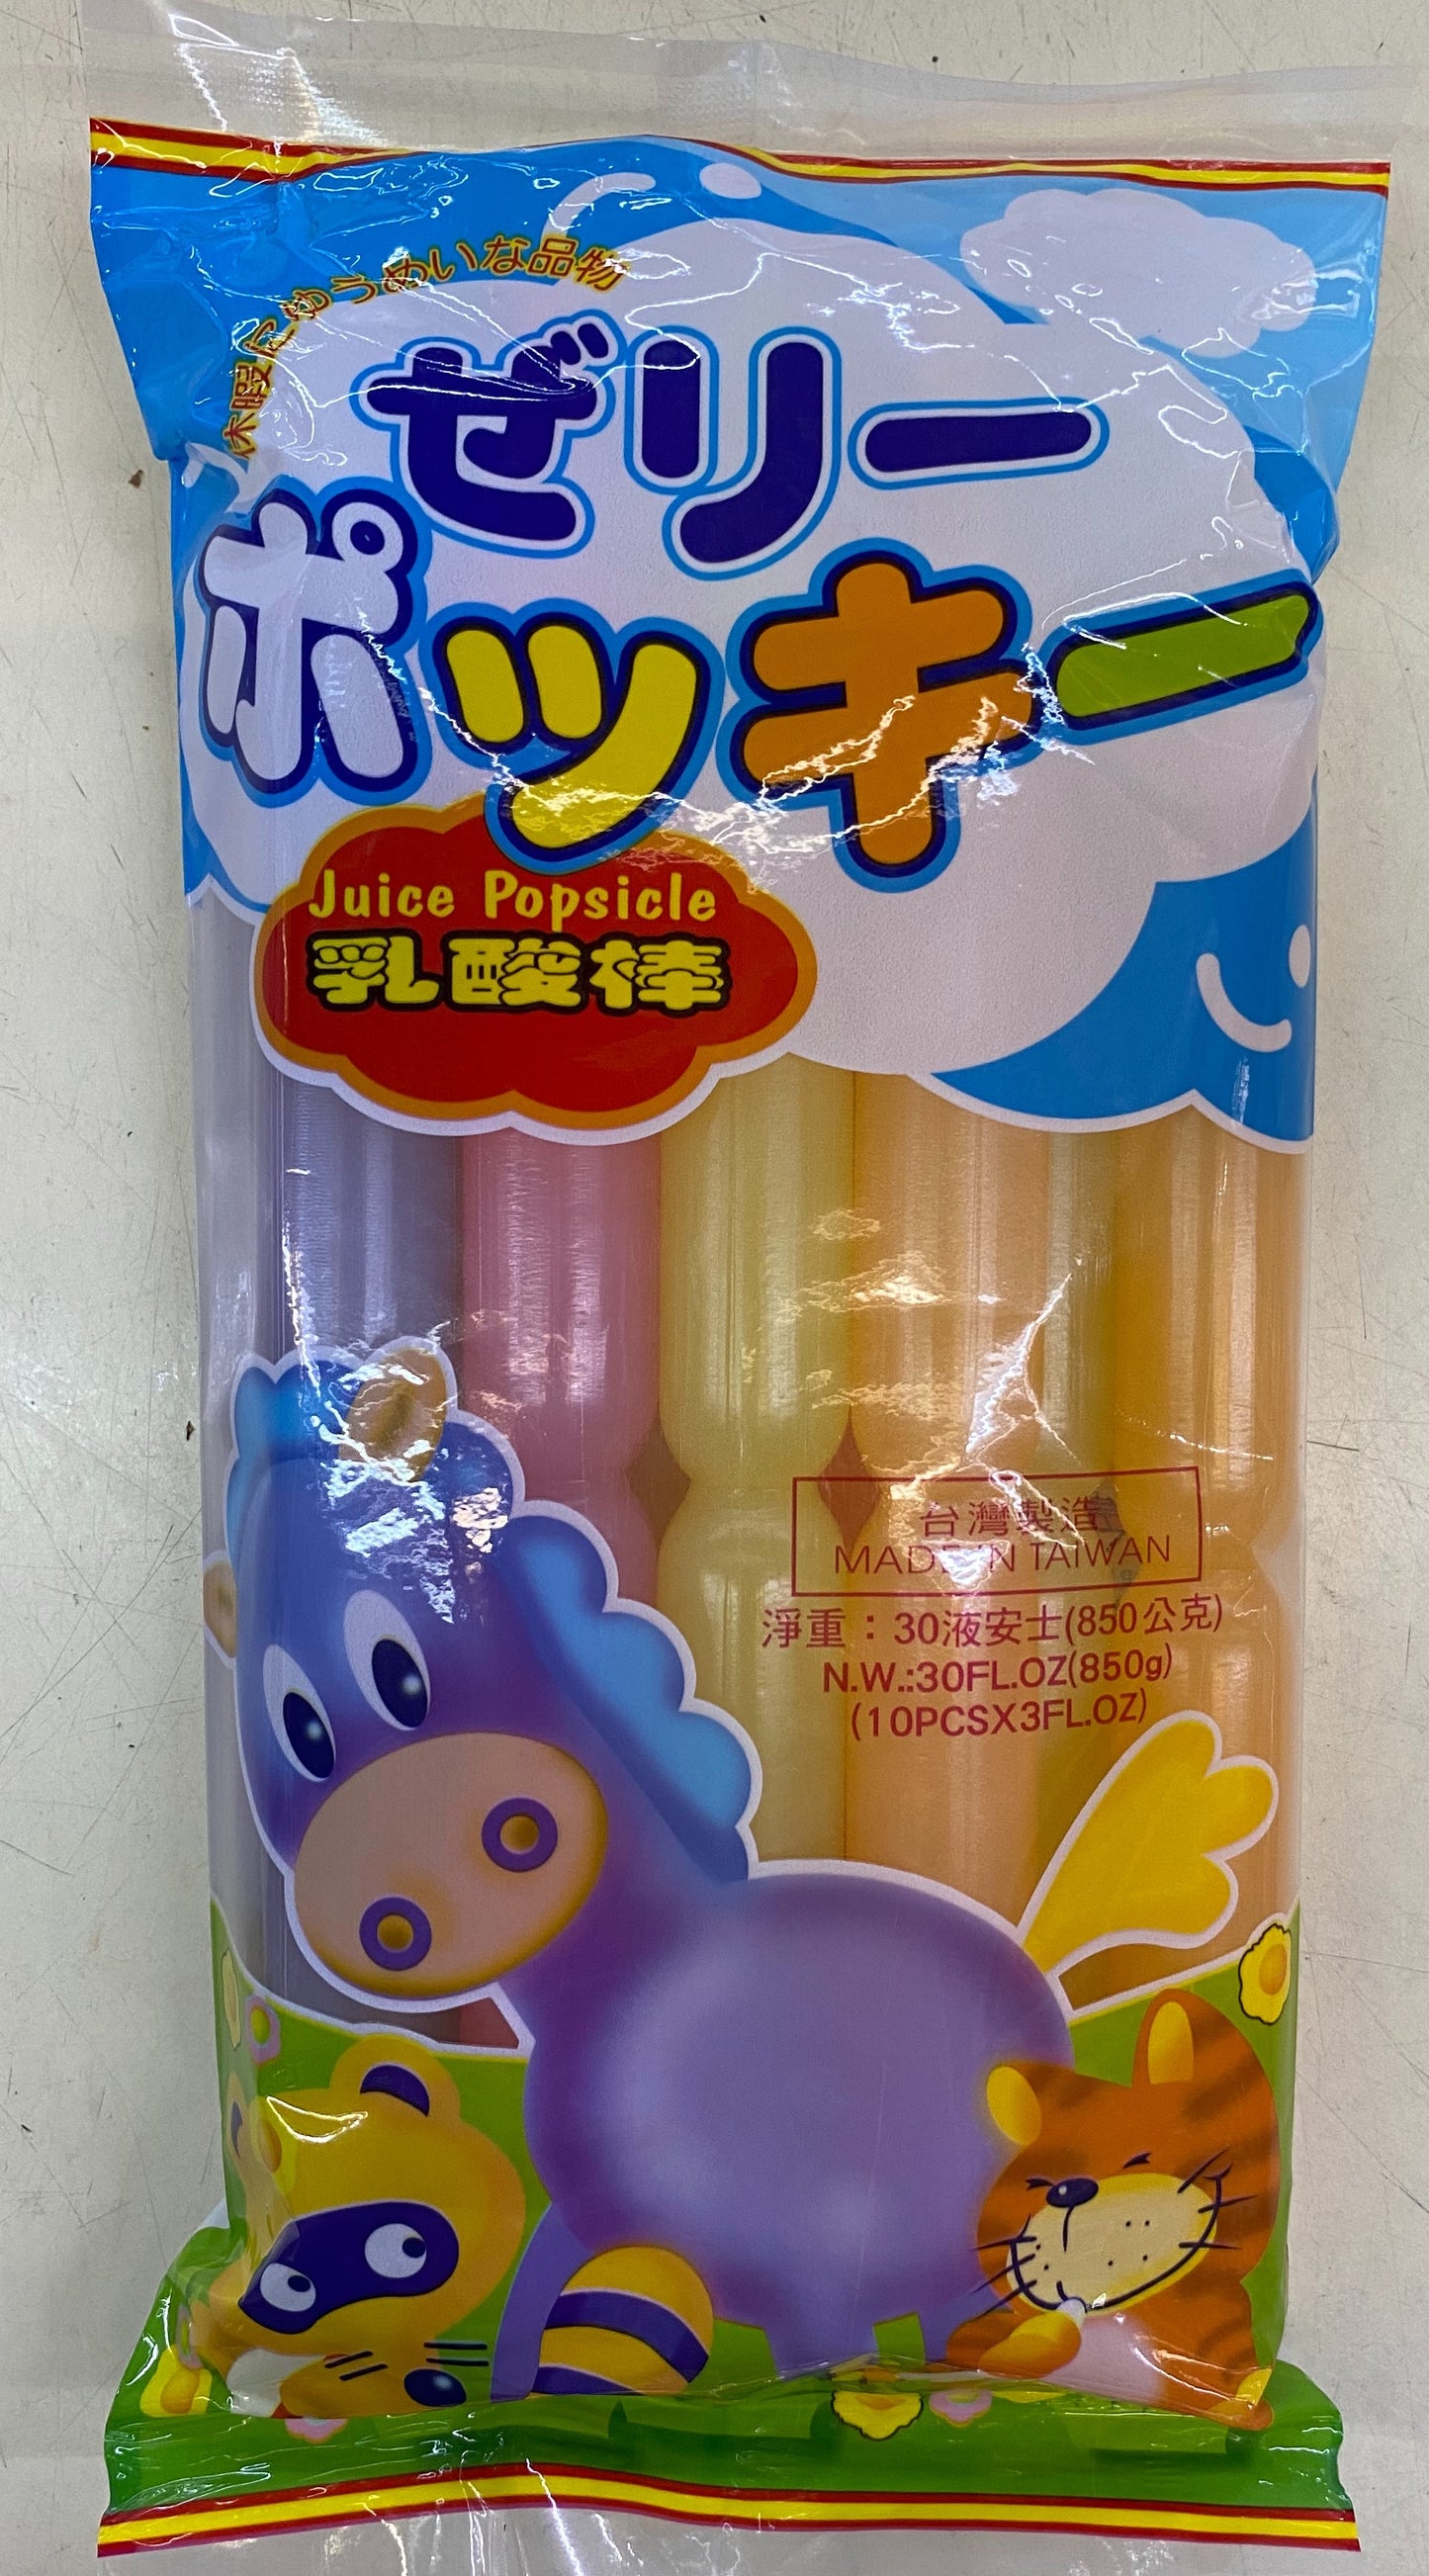 休暇にゆうめいな品物
ぜリー
ポッキー
Juice Popsicle
乳酸棒
台灣製造
MADE IN TAIWAN
淨重：30液安士(850公克)
N.W.:30FL.OZ(850g)
(10PCSX3FL.OZ)